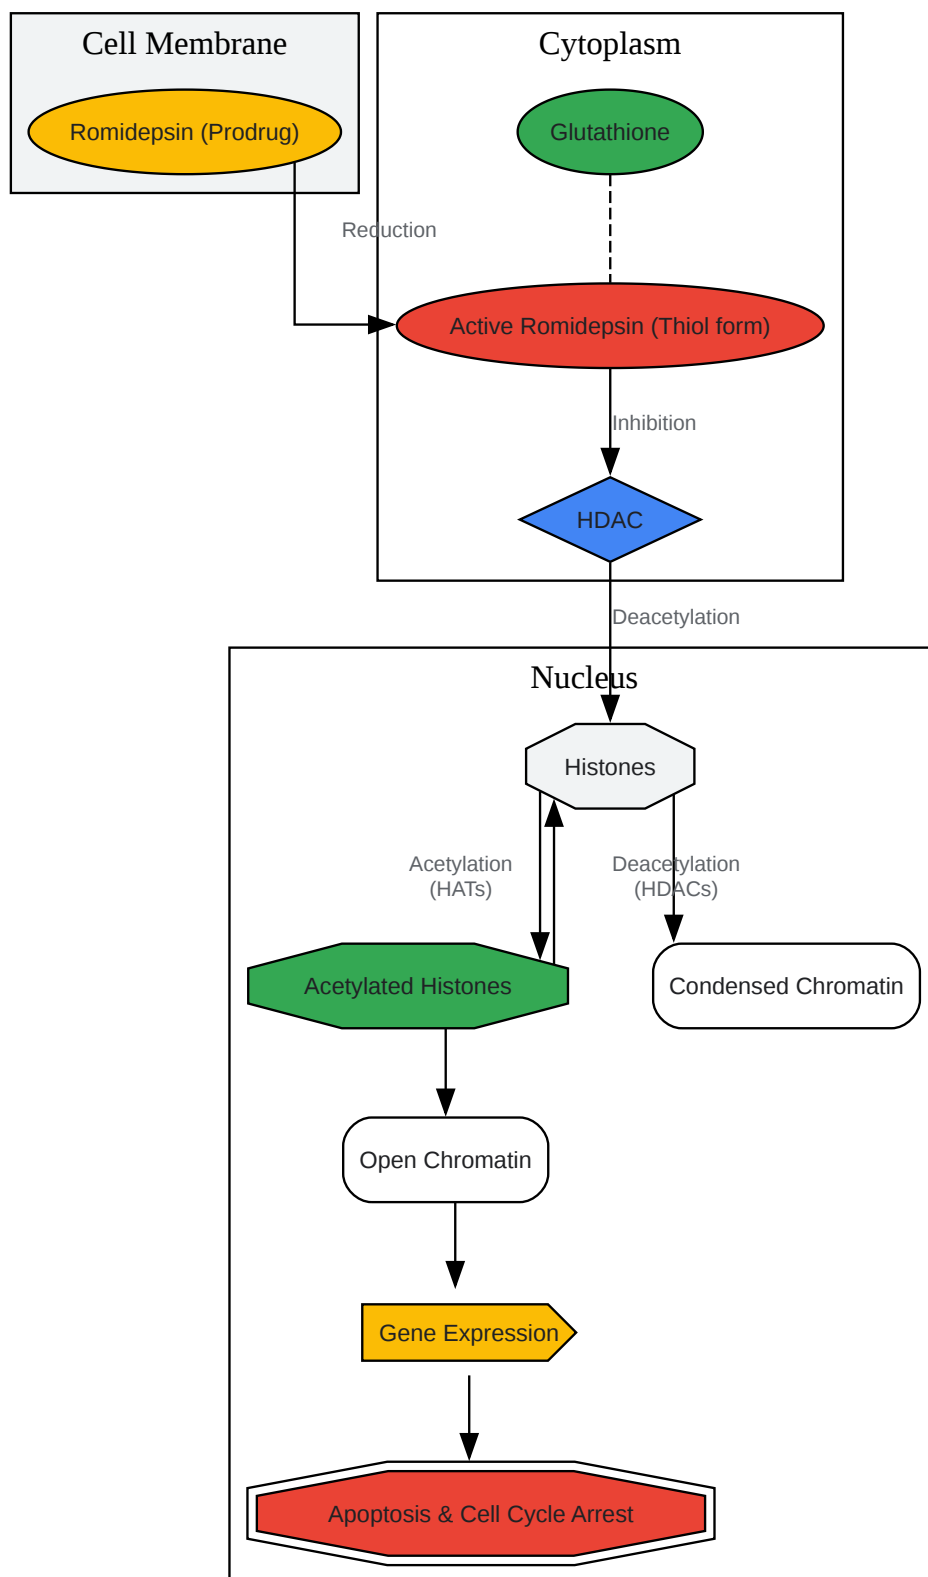 Cell Membrane
Cytoplasm
Romidepsin (Prodrug)
Glutathione
Reduction
Active Romidepsin (Thiol form)
Inhibition
HDAC
Deacetylation
Nucleus
Histones
Acetylation
(HATs)
Deacetylation
(HDACs)
Acetylated Histones
Condensed Chromatin
Open Chromatin
Gene Expression
Apoptosis & Cell Cycle Arrest